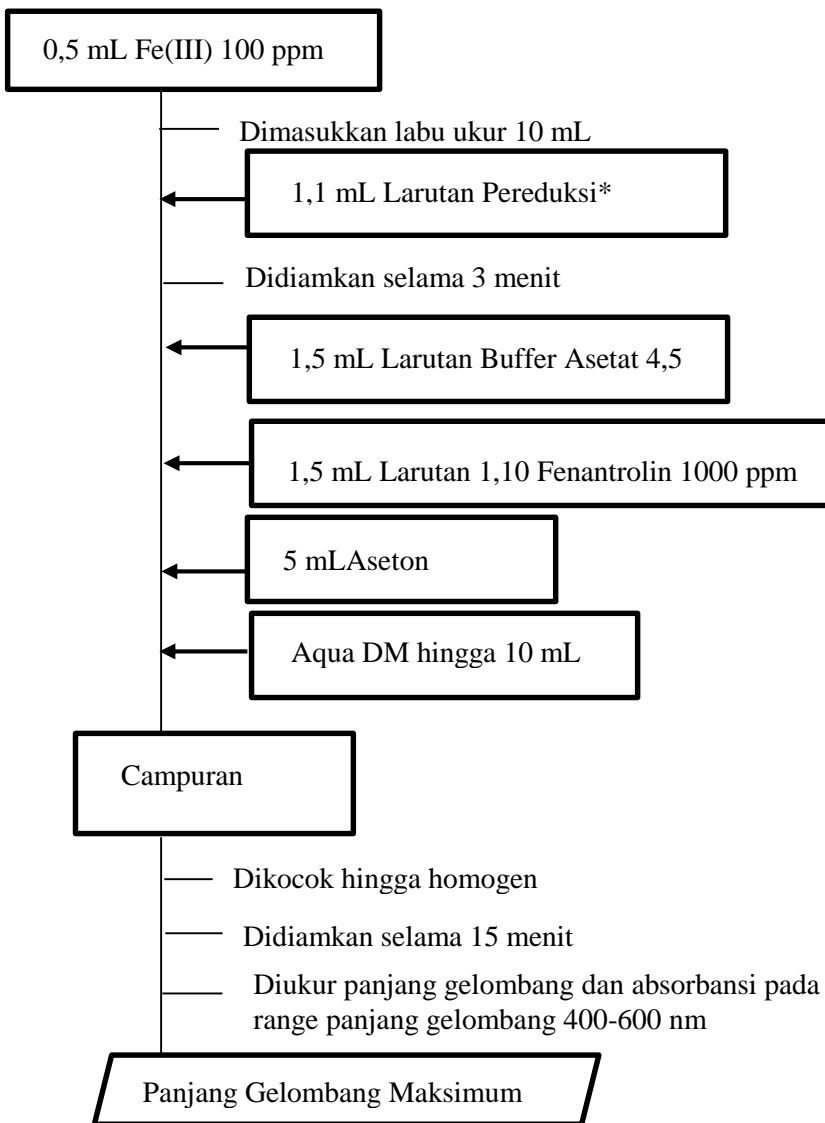 0,5 mL Fe(III) 100 ppm
Dimasukkan labu ukur 10 mL
1,1 mL Larutan Pereduksi*
Didiamkan selama 3 menit
1,5 mL Larutan Buffer Asetat 4,5
1,5 mL Larutan 1,10 Fenantrolin 1000 ppm
5 mLAseton
Aqua DM hingga 10 mL
Campuran
Dikocok hingga homogen
Didiamkan selama 15 menit
Diukur panjang gelombang dan absorbansi pada
range panjang gelombang 400-600 nm
Panjang Gelombang Maksimum